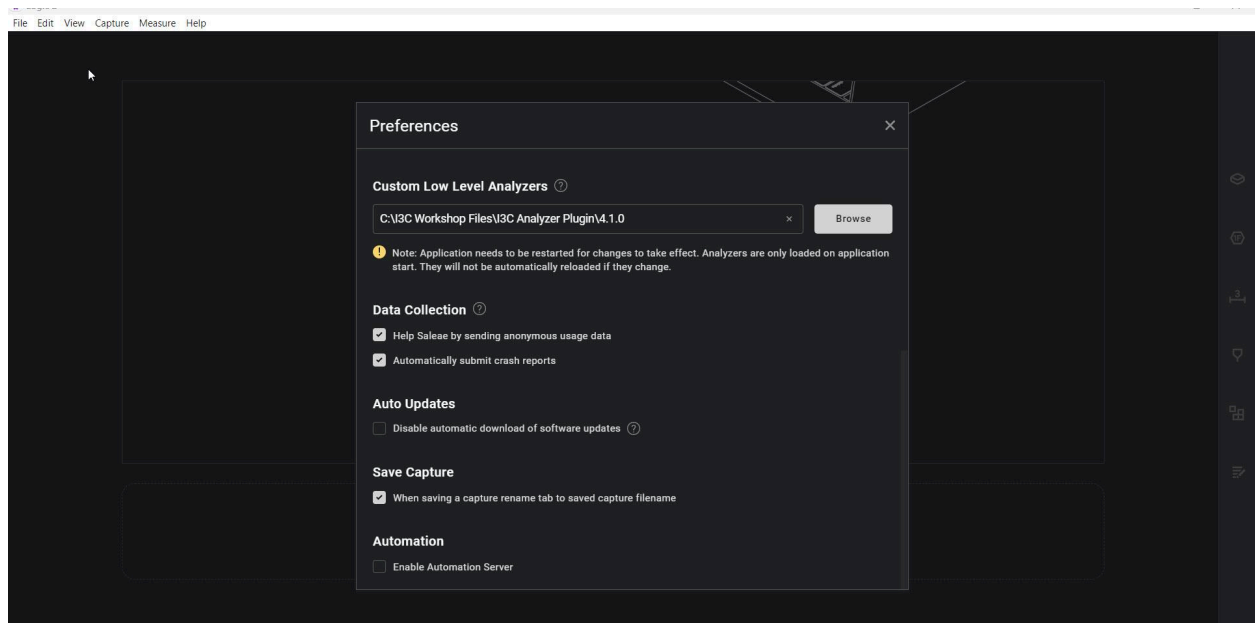 File Edit View Capture Measure Help
Preferences
Custom Low Level Analyzers
C:\I3C Workshop Files\I3C Analyzer Plugin\4.1.0
Browse
Note: Application needs to be restarted for changes to take effect. Analyzers are only loaded on application
start. They will not be automatically reloaded if they change.
Data Collection
Help Saleae by sending anonymous usage data
Automatically submit crash reports
Auto Updates
Disable automatic download of software updates
Save Capture
When saving a capture rename tab to saved capture filename
Automation
Enable Automation Server